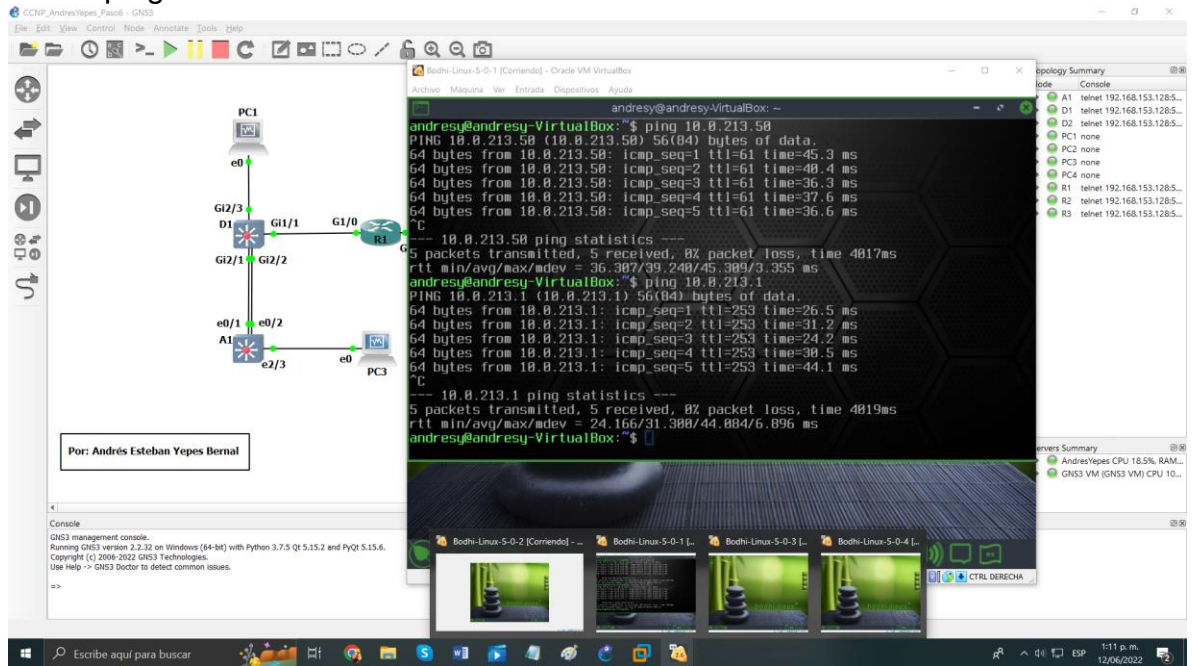 CCNP_AndresYepes_Paso6 - GNS3
File Edit View Control Node Annotate Tools Help
Bodhi-Linux-5-0-1 [Corriendo] - Oracle VM VirtualBox
Archivo Máquina Ver Entrada Dispositivos Ayuda
andresy@andresy-VirtualBox: ~
andresy@andresy-VirtualBox:~$ ping 10.0.213.50
PING 10.0.213.50 (10.0.213.50) 56(84) bytes of data.
64 bytes from 10.0.213.50: icmp_seq=1 ttl=61 time=45.3 ms
64 bytes from 10.0.213.50: icmp_seq=2 ttl=61 time=40.4 ms
64 bytes from 10.0.213.50: icmp_seq=3 ttl=61 time=36.3 ms
64 bytes from 10.0.213.50: icmp_seq=4 ttl=61 time=37.6 ms
64 bytes from 10.0.213.50: icmp_seq=5 ttl=61 time=36.6 ms
^C
--- 10.0.213.50 ping statistics ---
5 packets transmitted, 5 received, 0% packet loss, time 4017ms
rtt min/avg/max/mdev = 36.307/39.240/45.309/3.355 ms
andresy@andresy-VirtualBox:~$ ping 10.0.213.1
PING 10.0.213.1 (10.0.213.1) 56(84) bytes of data.
64 bytes from 10.0.213.1: icmp_seq=1 ttl=253 time=26.5 ms
64 bytes from 10.0.213.1: icmp_seq=2 ttl=253 time=31.2 ms
64 bytes from 10.0.213.1: icmp_seq=3 ttl=253 time=24.2 ms
64 bytes from 10.0.213.1: icmp_seq=4 ttl=253 time=30.5 ms
64 bytes from 10.0.213.1: icmp_seq=5 ttl=253 time=44.1 ms
^C
--- 10.0.213.1 ping statistics ---
5 packets transmitted, 5 received, 0% packet loss, time 4019ms
rtt min/avg/max/mdev = 24.166/31.300/44.084/6.896 ms
andresy@andresy-VirtualBox:~$
PC1
e0
Gi2/3
D1
Gi1/1
G1/0
R1
G
Gi2/1
Gi2/2
e0/1
e0/2
A1
e2/3
e0
PC3
Por: Andrés Esteban Yepes Bernal
opology Summary
ode Console
A1 telnet 192.168.153.128:5...
D1 telnet 192.168.153.128:5...
D2 telnet 192.168.153.128:5...
PC1 none
PC2 none
PC3 none
PC4 none
R1 telnet 192.168.153.128:5...
R2 telnet 192.168.153.128:5...
R3 telnet 192.168.153.128:5...
ervers Summary
AndresYepes CPU 18.5%, RAM...
GNS3 VM (GNS3 VM) CPU 10...
Console
GNS3 management console.
Running GNS3 version 2.2.32 on Windows (64-bit) with Python 3.7.5 Qt 5.15.2 and PyQt 5.15.6.
Copyright (c) 2006-2022 GNS3 Technologies.
Use Help -> GNS3 Doctor to detect common issues.
=>
Bodhi-Linux-5-0-2 [Corriendo] - ...
Bodhi-Linux-5-0-1 [...
Bodhi-Linux-5-0-3 [...
Bodhi-Linux-5-0-4 [...
CTRL DERECHA
Escribe aquí para buscar
ESP
1:11 p. m.
12/06/2022